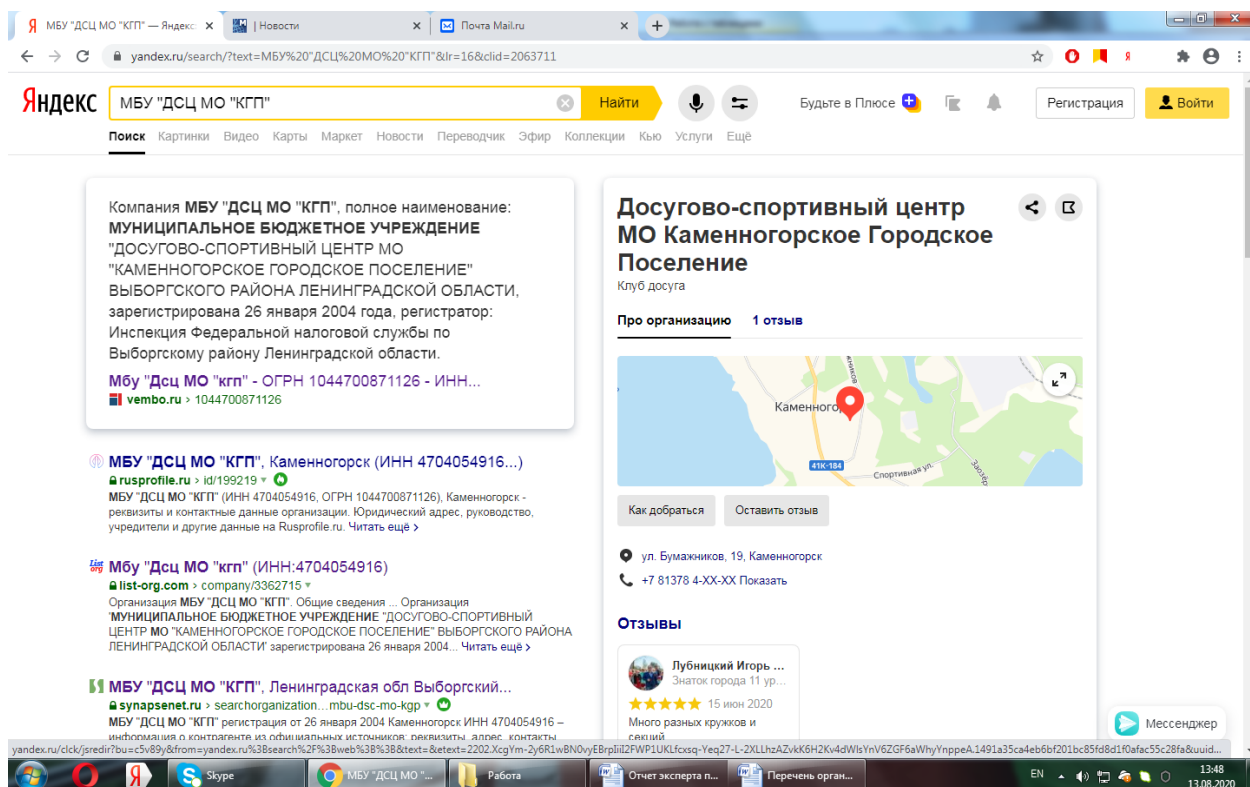 МБУ "ДСЦ МО "КГП" — Яндекс
| Новости
Почта Mail.ru
yandex.ru/search/?text=МБУ%20"ДСЦ%20МО%20"КГП"&lr=16&clid=2063711
Яндекс
МБУ "ДСЦ МО "КГП"
Найти
Будьте в Плюсе
Регистрация
Войти
Поиск Картинки Видео Карты Маркет Новости Переводчик Эфир Коллекции Кью Услуги Ещё
Компания МБУ "ДСЦ МО "КГП", полное наименование:
МУНИЦИПАЛЬНОЕ БЮДЖЕТНОЕ УЧРЕЖДЕНИЕ
"ДОСУГОВО-СПОРТИВНЫЙ ЦЕНТР МО
"КАМЕННОГОРСКОЕ ГОРОДСКОЕ ПОСЕЛЕНИЕ"
ВЫБОРГСКОГО РАЙОНА ЛЕНИНГРАДСКОЙ ОБЛАСТИ,
зарегистрирована 26 января 2004 года, регистратор:
Инспекция Федеральной налоговой службы по
Выборгскому району Ленинградской области.
Мбу "Дсц МО "кгп" - ОГРН 1044700871126 - ИНН...
vembo.ru › 1044700871126
МБУ "ДСЦ МО "КГП", Каменногорск (ИНН 4704054916...)
rusprofile.ru › id/199219
МБУ "ДСЦ МО "КГП" (ИНН 4704054916, ОГРН 1044700871126), Каменногорск -
реквизиты и контактные данные организации. Юридический адрес, руководство,
учредители и другие данные на Rusprofile.ru. Читать ещё ›
List org
Мбу "Дсц МО "кгп" (ИНН:4704054916)
list-org.com › company/3362715
Организация МБУ "ДСЦ МО "КГП". Общие сведения ... Организация
'МУНИЦИПАЛЬНОЕ БЮДЖЕТНОЕ УЧРЕЖДЕНИЕ "ДОСУГОВО-СПОРТИВНЫЙ
ЦЕНТР МО "КАМЕННОГОРСКОЕ ГОРОДСКОЕ ПОСЕЛЕНИЕ" ВЫБОРГСКОГО РАЙОНА
ЛЕНИНГРАДСКОЙ ОБЛАСТИ' зарегистрирована 26 января 2004... Читать ещё ›
МБУ "ДСЦ МО "КГП", Ленинградская обл Выборгский...
synapsenet.ru › searchorganization…mbu-dsc-mo-kgp
МБУ "ДСЦ МО "КГП" регистрация от 26 января 2004 Каменногорск ИНН 4704054916 –
информация о контрагенте из официальных источников: реквизиты, адрес, контакты
Досугово-спортивный центр
МО Каменногорское Городское
Поселение
Клуб досуга
Про организацию 1 отзыв
Каменного
41К-184
Спортивная ул.
Как добраться Оставить отзыв
ул. Бумажников, 19, Каменногорск
+7 81378 4-XX-XX Показать
Отзывы
Лубницкий Игорь ...
Знаток города 11 ур...
15 июн 2020
Много разных кружков и
секций
Мессенджер
Skype
МБУ "ДСЦ МО "...
Работа
Отчет эксперта п...
Перечень орган...
EN
13:48
13.08.2020